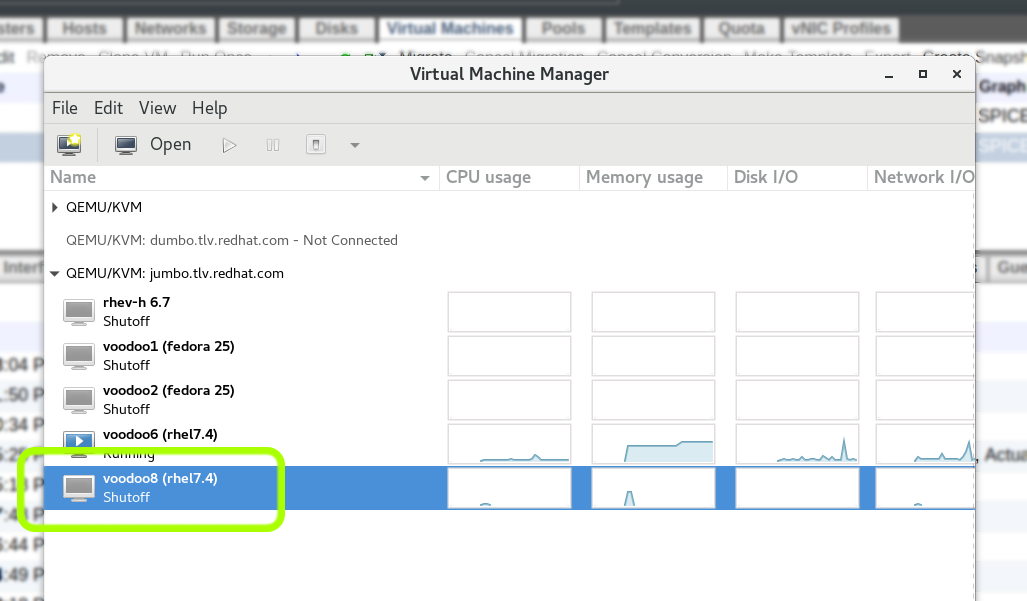 Hosts Networks Storage Disks Virtual Machines Pools Templates Quota vNIC Profiles
Virtual Machine Manager
Graph
File Edit View Help
SPICE
Open
SPICE
Name CPU usage Memory usage Disk I/O Network I/O
QEMU/KVM
QEMU/KVM: dumbo.tlv.redhat.com - Not Connected
QEMU/KVM: jumbo.tlv.redhat.com
rhev-h 6.7
Shutoff
voodoo1 (fedora 25)
Shutoff
voodoo2 (fedora 25)
Shutoff
voodoo6 (rhel7.4)
Running
voodoo8 (rhel7.4)
Shutoff